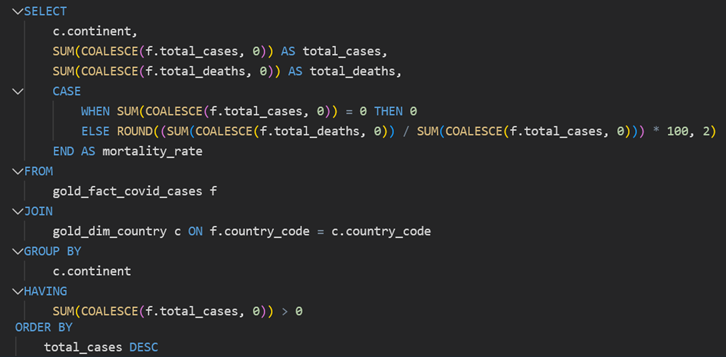 SELECT
c.continent,
SUM(COALESCE(f.total_cases, 0)) AS total_cases,
SUM(COALESCE(f.total_deaths, 0)) AS total_deaths,
CASE
WHEN SUM(COALESCE(f.total_cases, 0)) = 0 THEN 0
ELSE ROUND((SUM(COALESCE(f.total_deaths, 0)) / SUM(COALESCE(f.total_cases, 0))) * 100, 2)
END AS mortality_rate
FROM
gold_fact_covid_cases f
JOIN
gold_dim_country c ON f.country_code = c.country_code
GROUP BY
c.continent
HAVING
SUM(COALESCE(f.total_cases, 0)) > 0
ORDER BY
total_cases DESC